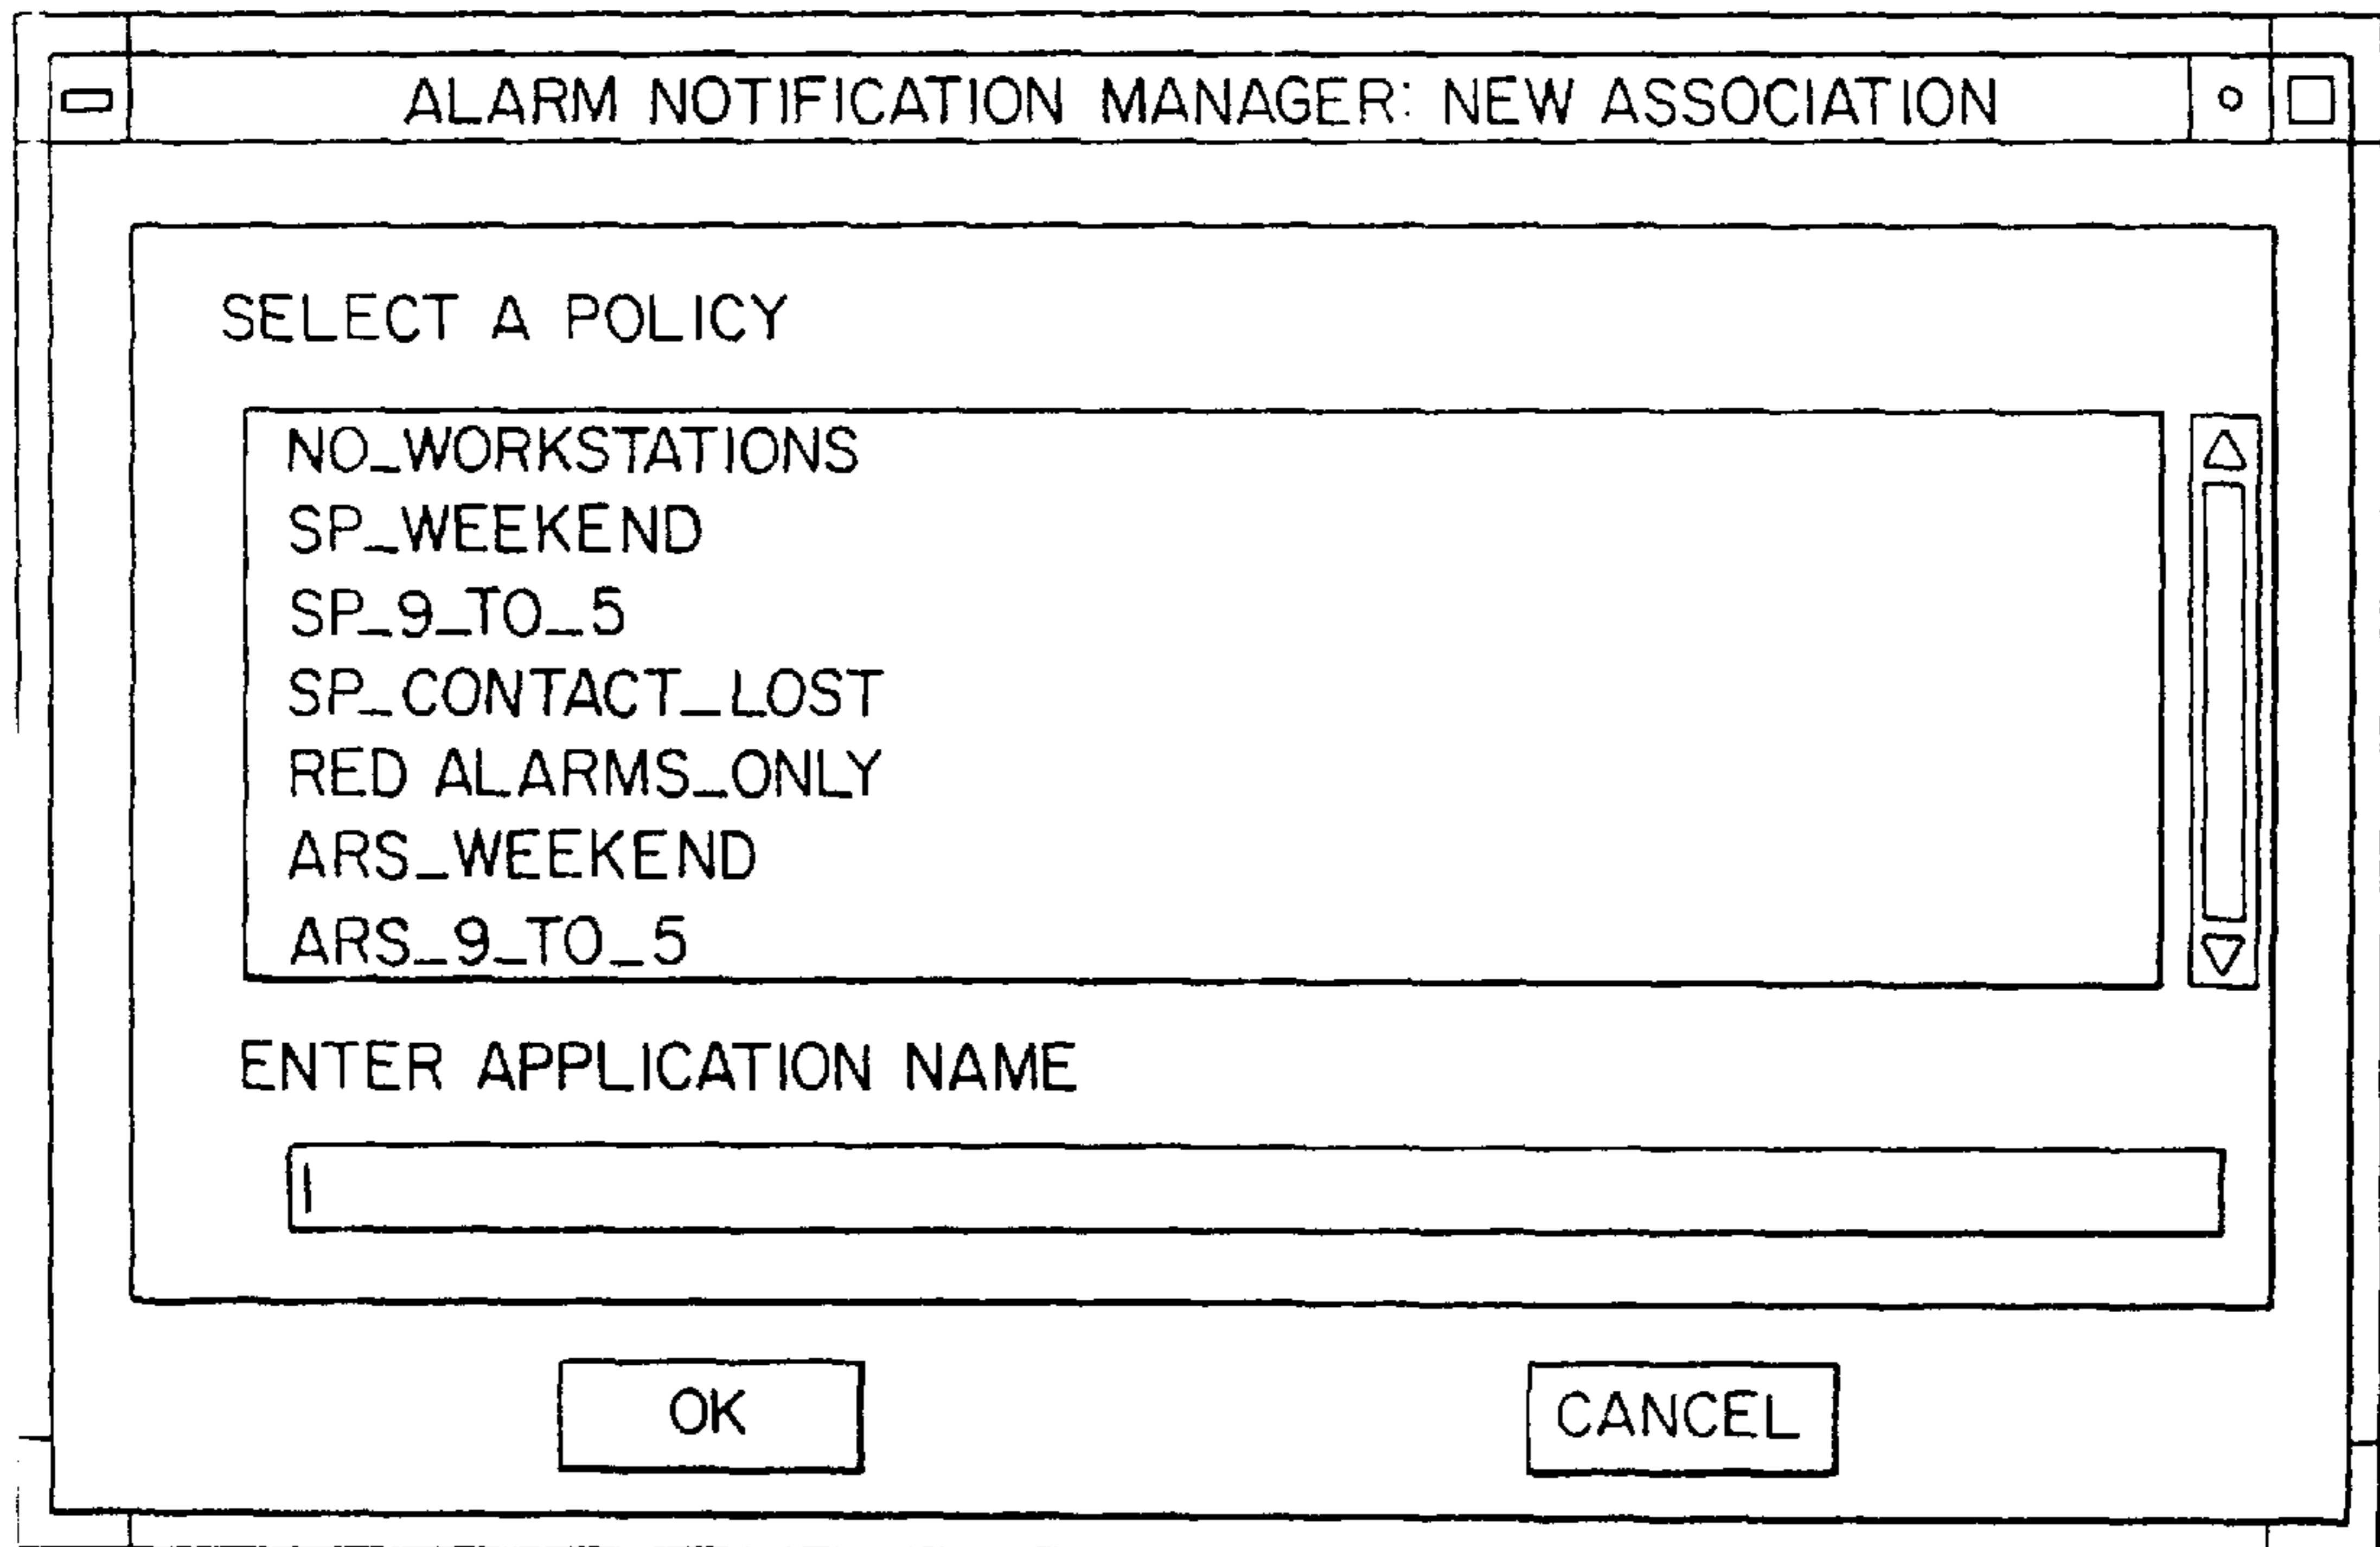 ALARM NOTIFICATION MANAGER: NEW ASSOCIATION
SELECT A POLICY
NO_WORKSTATIONS
SP_WEEKEND
SP_9_TO_5
SP_CONTACT_LOST
RED ALARMS_ONLY
ARS_WEEKEND
ARS_9_TO_5
ENTER APPLICATION NAME
OK
CANCEL